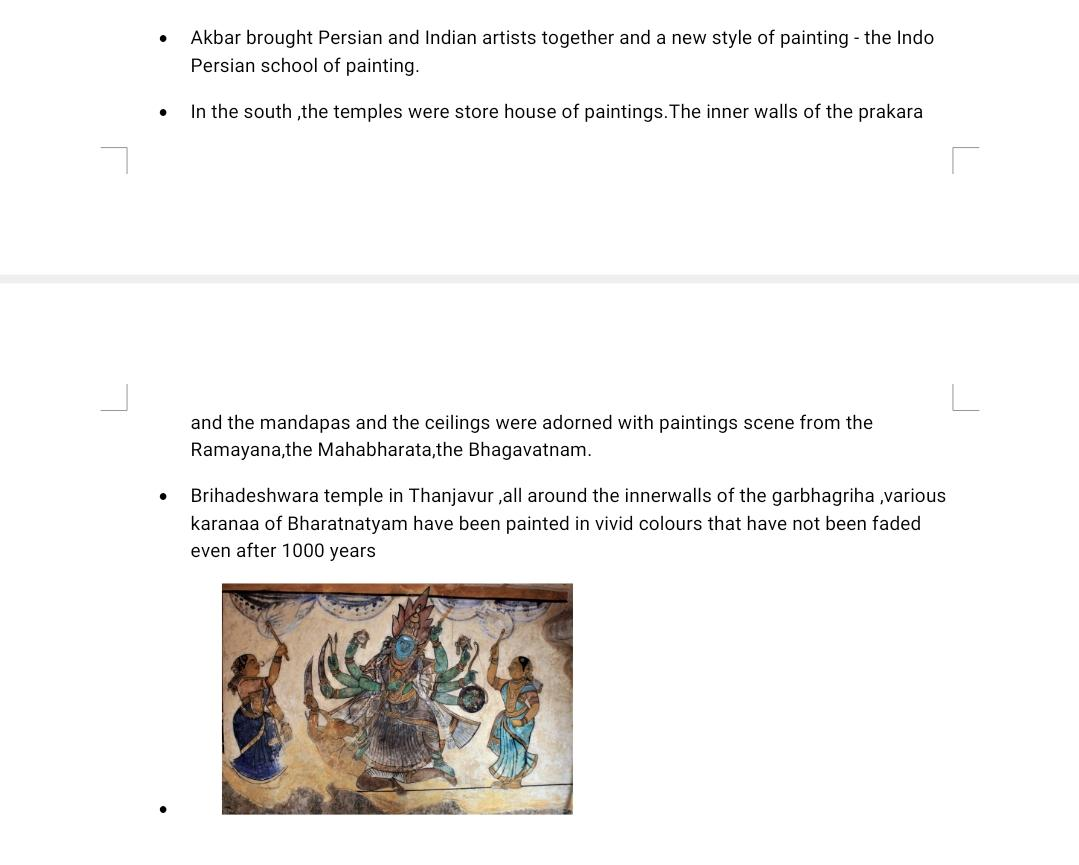 • Akbar brought Persian and Indian artists together and a new style of painting - the Indo
Persian school of painting.
• In the south ,the temples were store house of paintings.The inner walls of the prakara
and the mandapas and the ceilings were adorned with paintings scene from the
Ramayana,the Mahabharata,the Bhagavatnam.
• Brihadeshwara temple in Thanjavur ,all around the innerwalls of the garbhagriha ,various
karanaa of Bharatnatyam have been painted in vivid colours that have not been faded
even after 1000 years
•